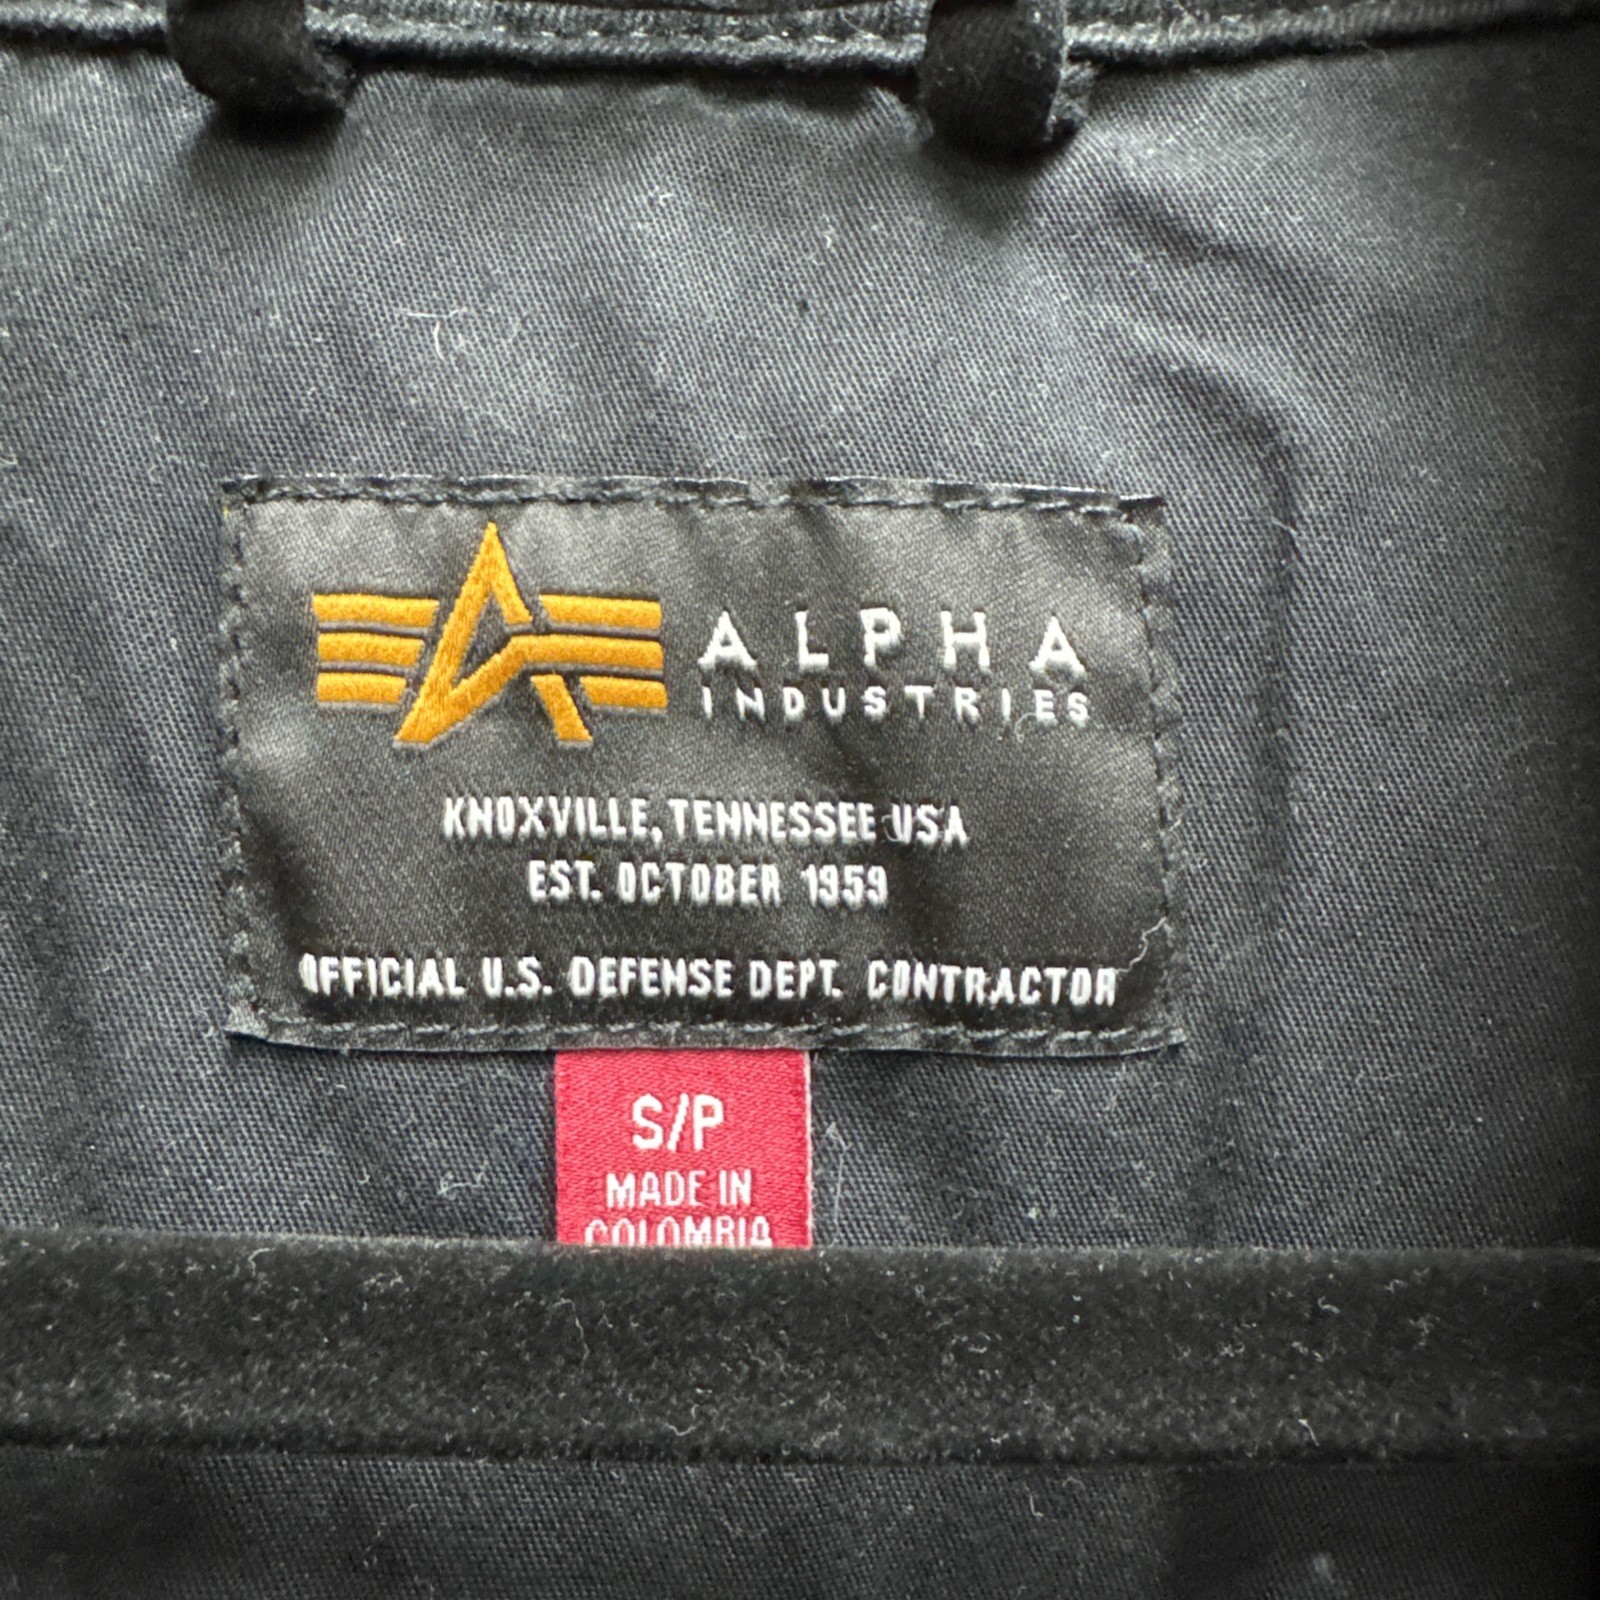 ALPHA
INDUSTRIES
KNOXVILLE, TENNESSEE USA
EST. OCTOBER 1959
OFFICIAL U.S. DEFENSE DEPT. CONTRACTOR
S/P
MADE IN
COLOMBIA